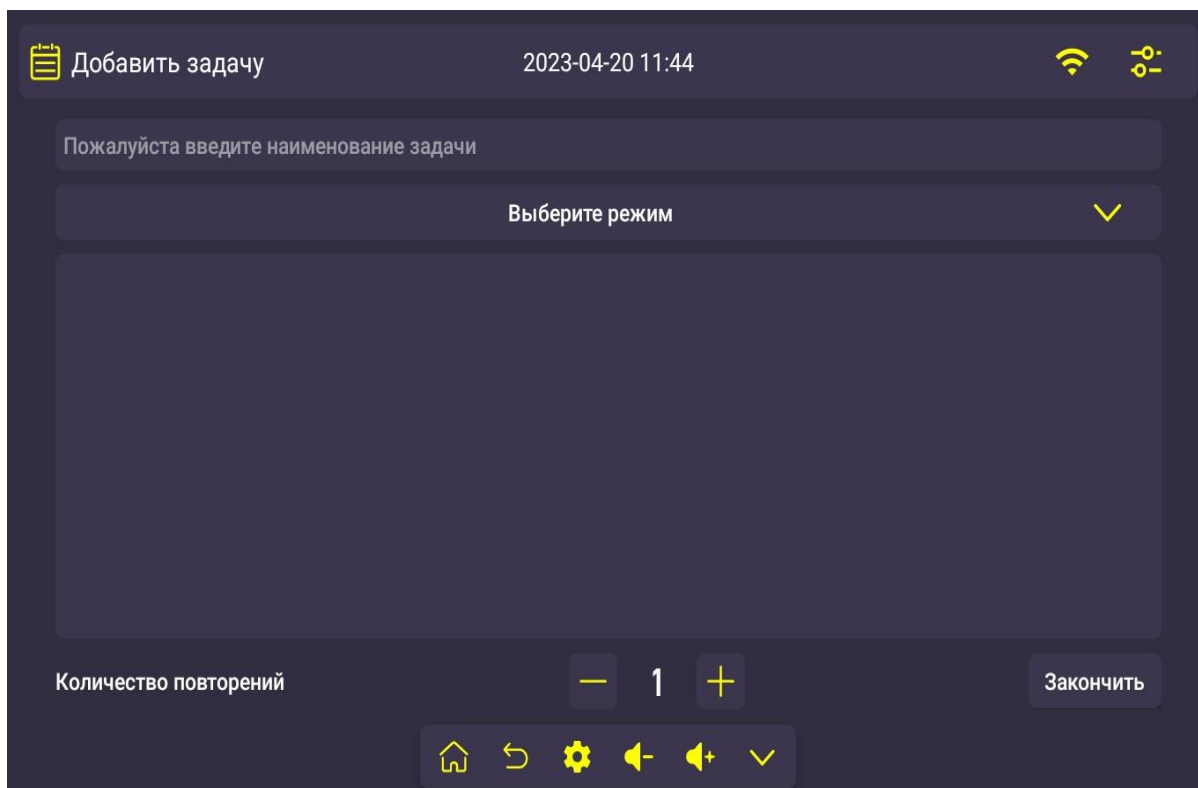 Добавить задачу
2023-04-20 11:44
Пожалуйста введите наименование задачи
Выберите режим
Количество повторений
1
Закончить